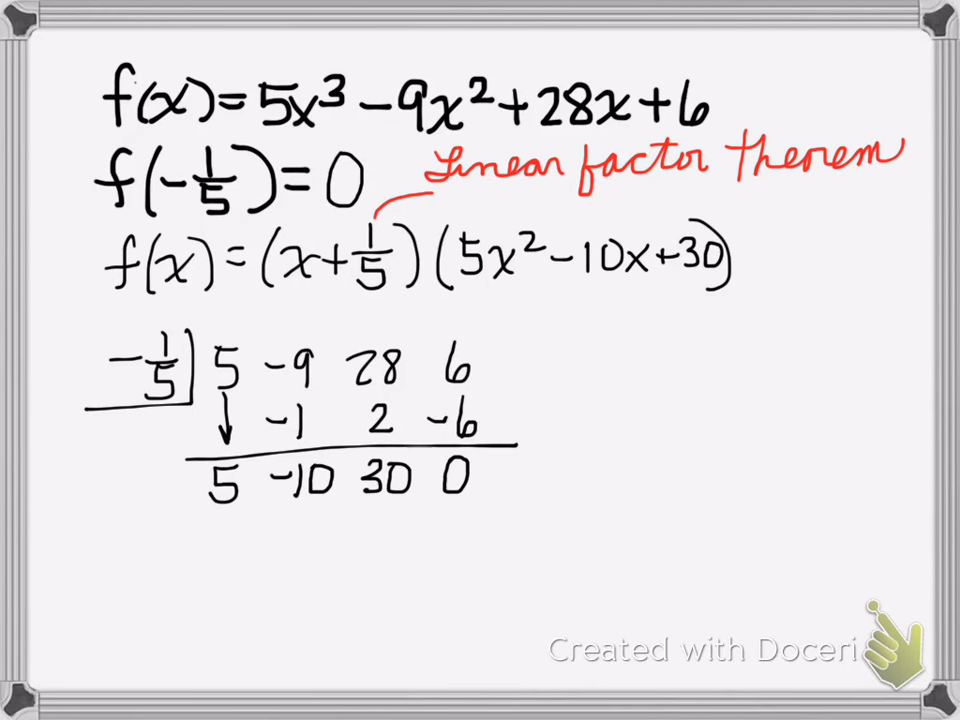 f(x)=5x³-9x²+28x+6
Linear factor Theorem
f(-1/5)=0
f(x)=(x+1/5)(5x²-10x+30)
-1/5 5 -9 28 6
↓ -1 2 -6
5 -10 30 0
Created with Doceri